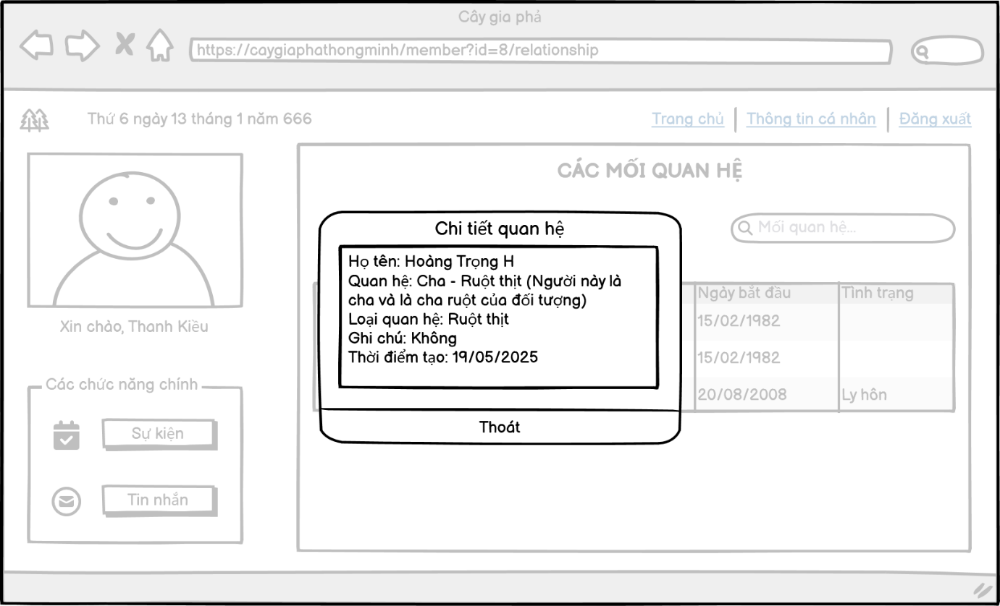 Cây gia phả
https://caygiaphathongminh/member?id=8/relationship
Thứ 6 ngày 13 tháng 1 năm 666
Trang chủ
Thông tin cá nhân
Đăng xuất
Xin chào, Thanh Kiều
Các chức năng chính
Sự kiện
Tin nhắn
CÁC MỐI QUAN HỆ
Mối quan hệ...
Ngày bắt đầu
Tình trạng
15/02/1982
15/02/1982
20/08/2008
Ly hôn
Chi tiết quan hệ
Họ tên: Hoàng Trọng H
Quan hệ: Cha - Ruột thịt (Người này là
cha và là cha ruột của đối tượng)
Loại quan hệ: Ruột thịt
Ghi chú: Không
Thời điểm tạo: 19/05/2025
Thoát